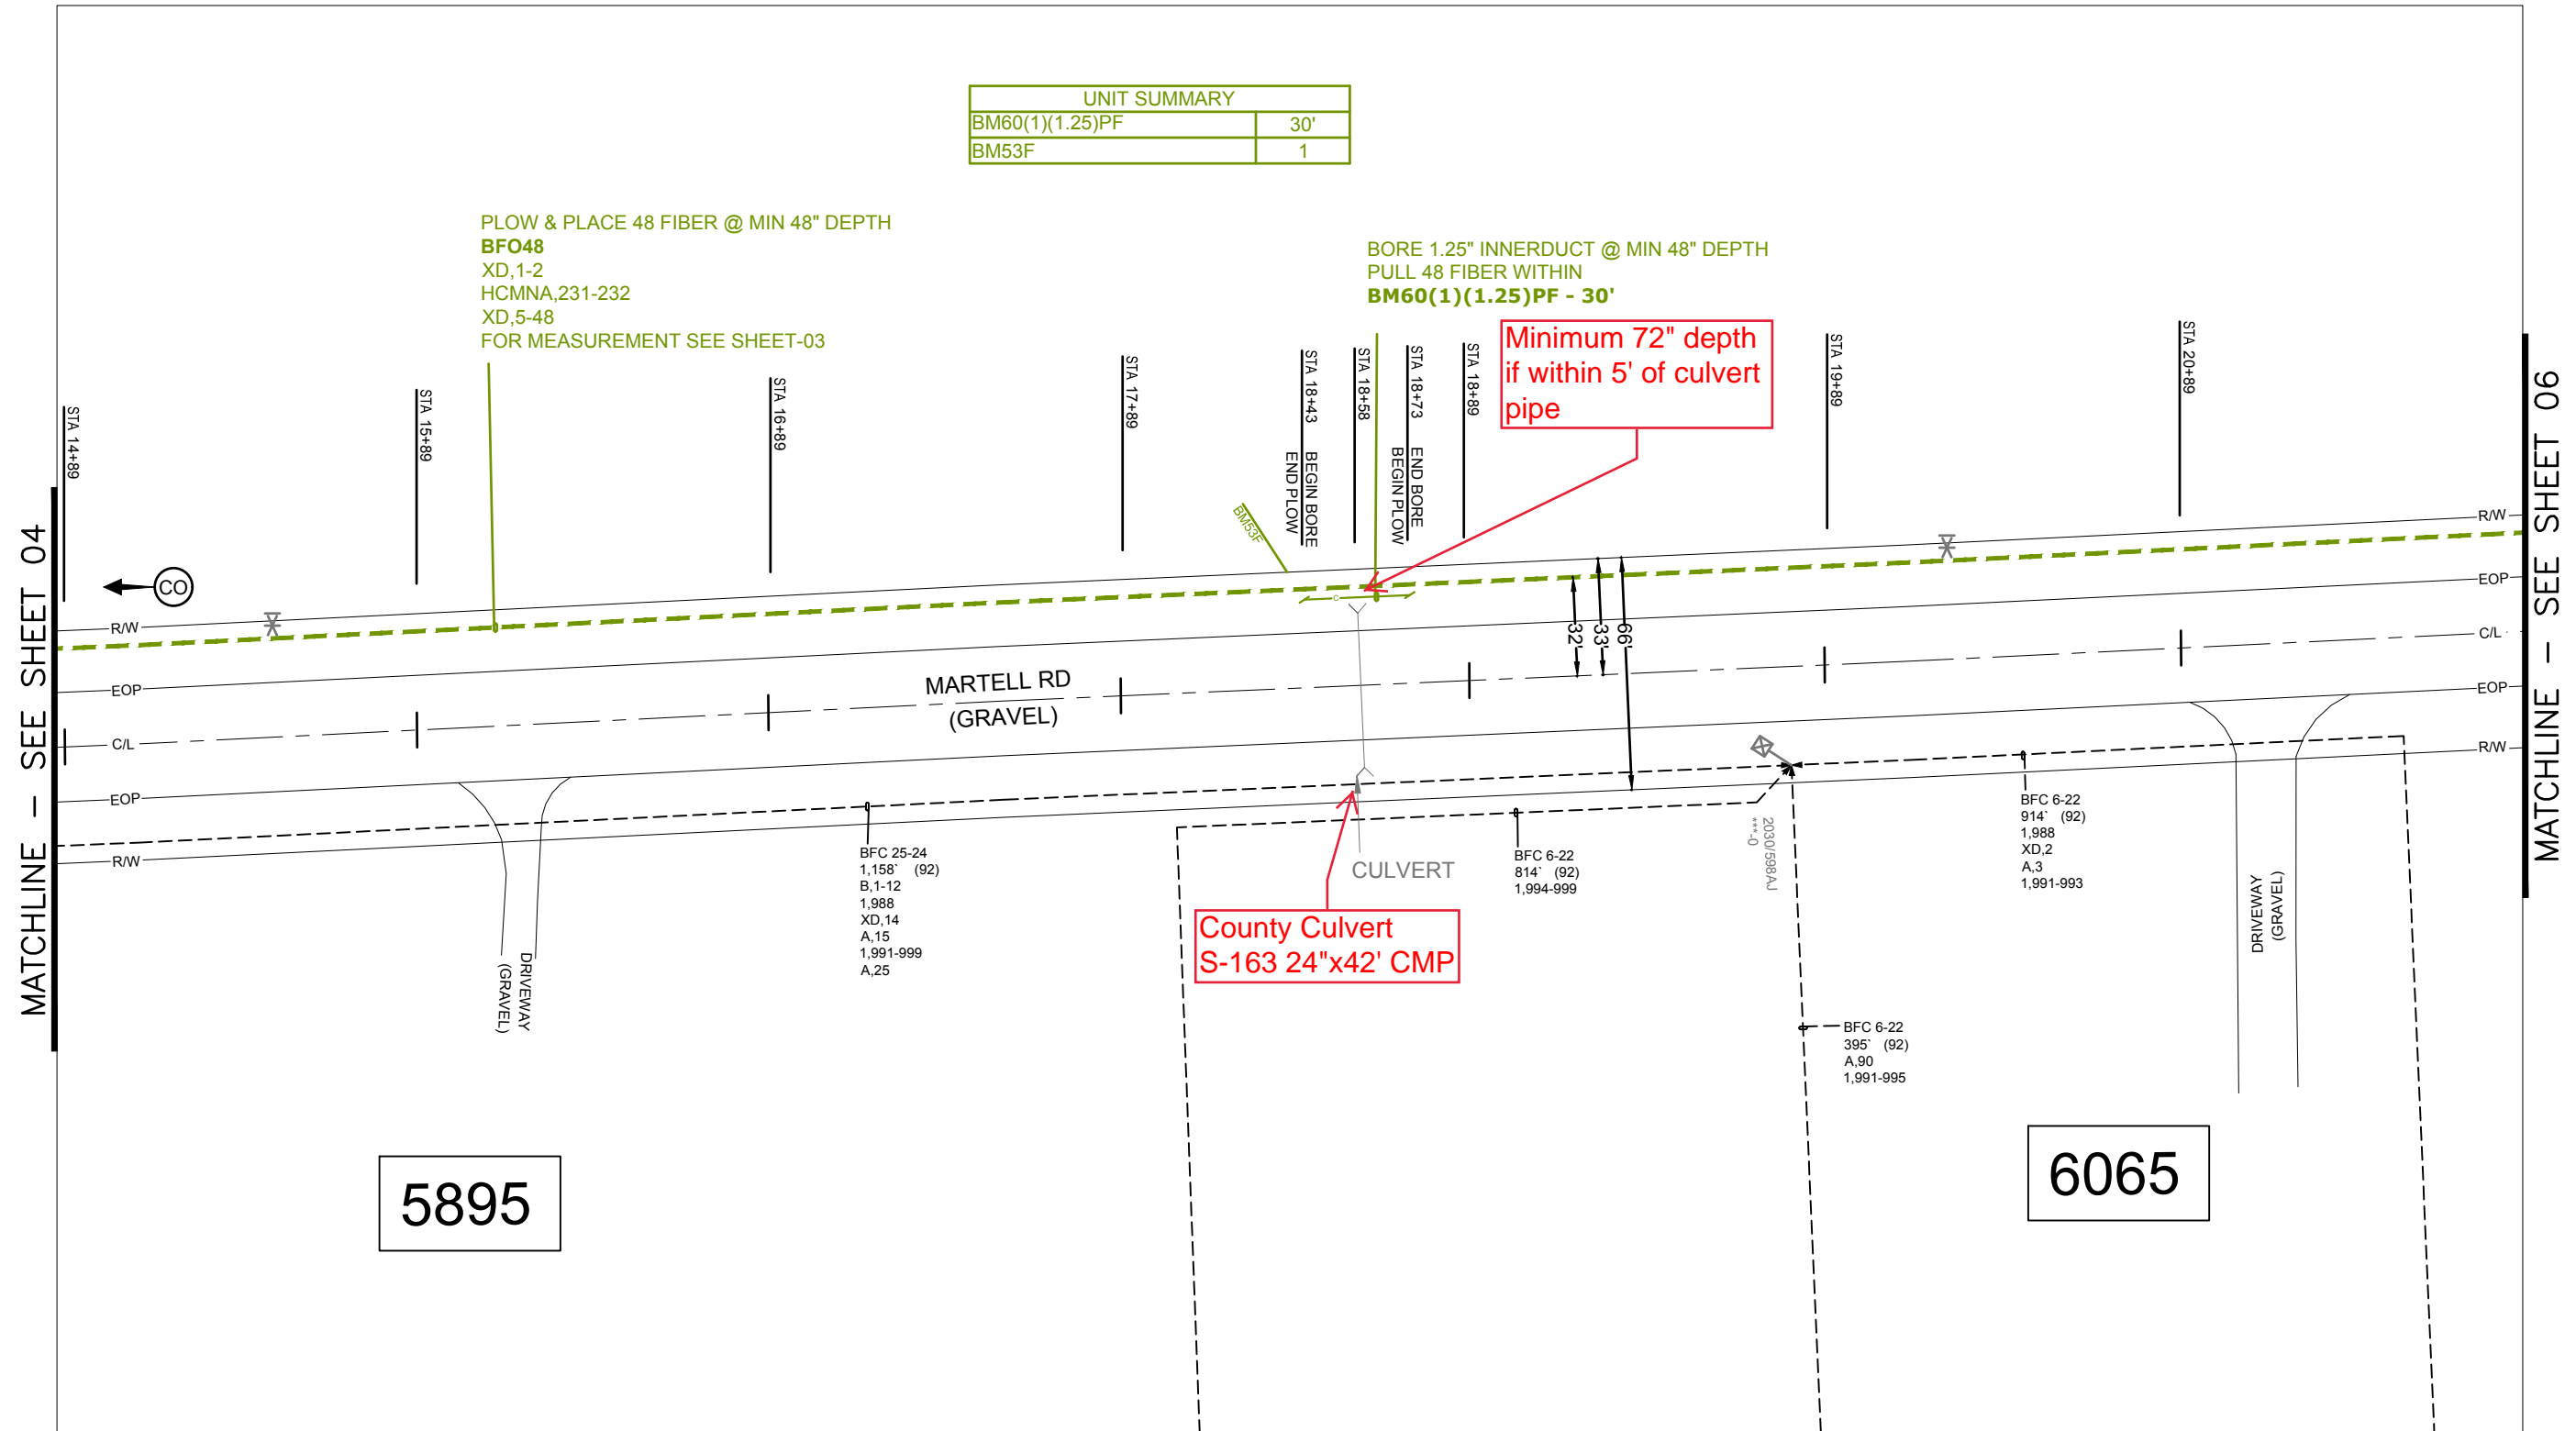 UNIT SUMMARY
BM60(1)(1.25)PF 30'
BM53F 1
PLOW & PLACE 48 FIBER @ MIN 48" DEPTH
BFO48
XD,1-2
HCMNA,231-232
XD,5-48
FOR MEASUREMENT SEE SHEET-03
BORE 1.25" INNERDUCT @ MIN 48" DEPTH
PULL 48 FIBER WITHIN
BM60(1)(1.25)PF - 30'
Minimum 72" depth
if within 5' of culvert
pipe
STA 14+89
STA 15+89
STA 16+89
STA 17+89
STA 18+43 BEGIN BORE
END PLOW
STA 18+58
STA 18+73 END BORE
BEGIN PLOW
STA 18+89
STA 19+89
STA 20+89
BM53F
C
MATCHLINE – SEE SHEET 04
MATCHLINE – SEE SHEET 06
CO
R/W
EOP
C/L
EOP
R/W
R/W
EOP
C/L
EOP
R/W
MARTELL RD
(GRAVEL)
32'
33'
66'
DRIVEWAY
(GRAVEL)
BFC 25-24
1,158` (92)
B,1-12
1,988
XD,14
A,15
1,991-999
A,25
CULVERT
County Culvert
S-163 24"x42' CMP
BFC 6-22
814` (92)
1,994-999
2030/598AJ
***-0
BFC 6-22
914` (92)
1,988
XD,2
A,3
1,991-993
DRIVEWAY
(GRAVEL)
BFC 6-22
395` (92)
A,90
1,991-995
5895
6065